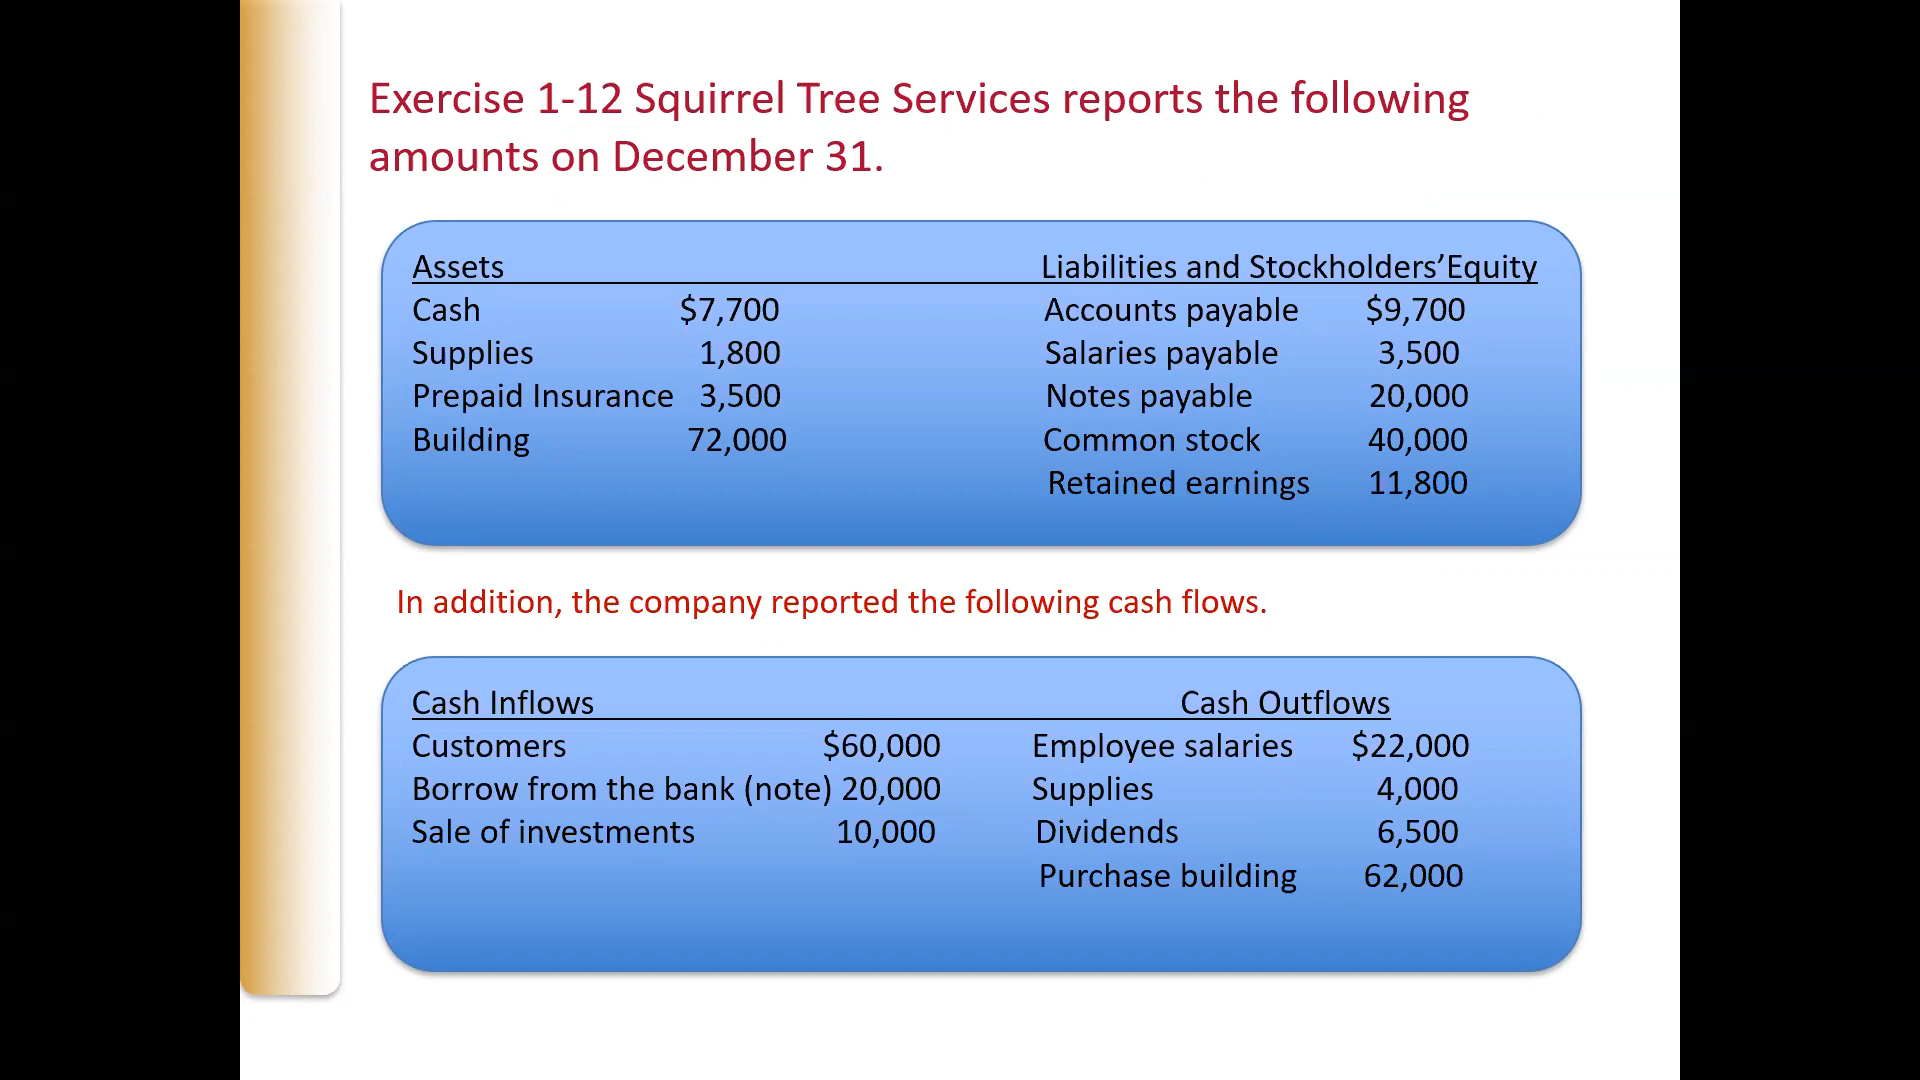 Exercise 1-12 Squirrel Tree Services reports the following
amounts on December 31.
Assets Liabilities and Stockholders’Equity
Cash $7,700 Accounts payable $9,700
Supplies 1,800 Salaries payable 3,500
Prepaid Insurance 3,500 Notes payable 20,000
Building 72,000 Common stock 40,000
Retained earnings 11,800
In addition, the company reported the following cash flows.
Cash Inflows Cash Outflows
Customers $60,000 Employee salaries $22,000
Borrow from the bank (note) 20,000 Supplies 4,000
Sale of investments 10,000 Dividends 6,500
Purchase building 62,000